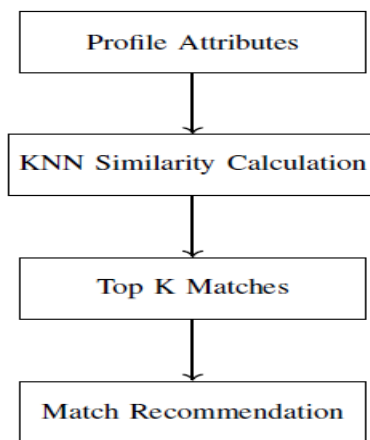 Profile Attributes
KNN Similarity Calculation
Top K Matches
Match Recommendation